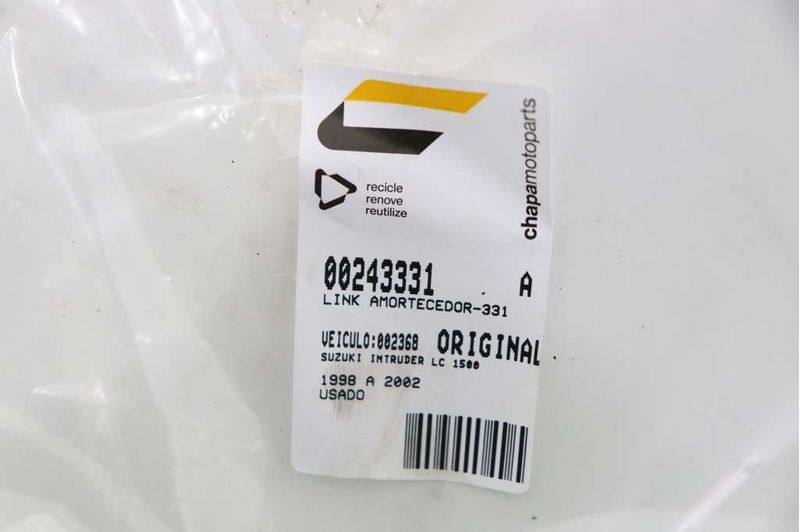 chapamotoparts
recicle
renove
reutilize
00243331 A
LINK AMORTECEDOR-331
VEICULO:002368 ORIGINAL
SUZUKI INTRUDER LC 1500
1998 A 2002
USADO